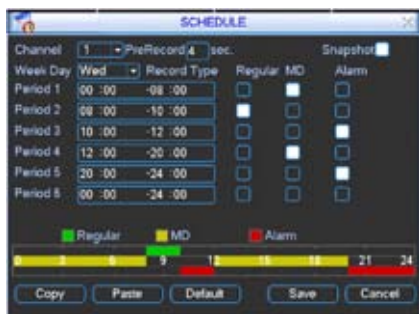 SCHEDULE
Channel 1 PreRecord 4 sec. Snapshot
Week Day Wed Record Type Regular MD Alarm
Period 1 00 :00 -08 :00
Period 2 08 :00 -10 :00
Period 3 10 :00 -12 :00
Period 4 12 :00 -20 :00
Period 5 20 :00 -24 :00
Period 6 00 :00 -24 :00
Regular MD Alarm
0 3 6 9 12 15 18 21 24
Copy Paste Default Save Cancel